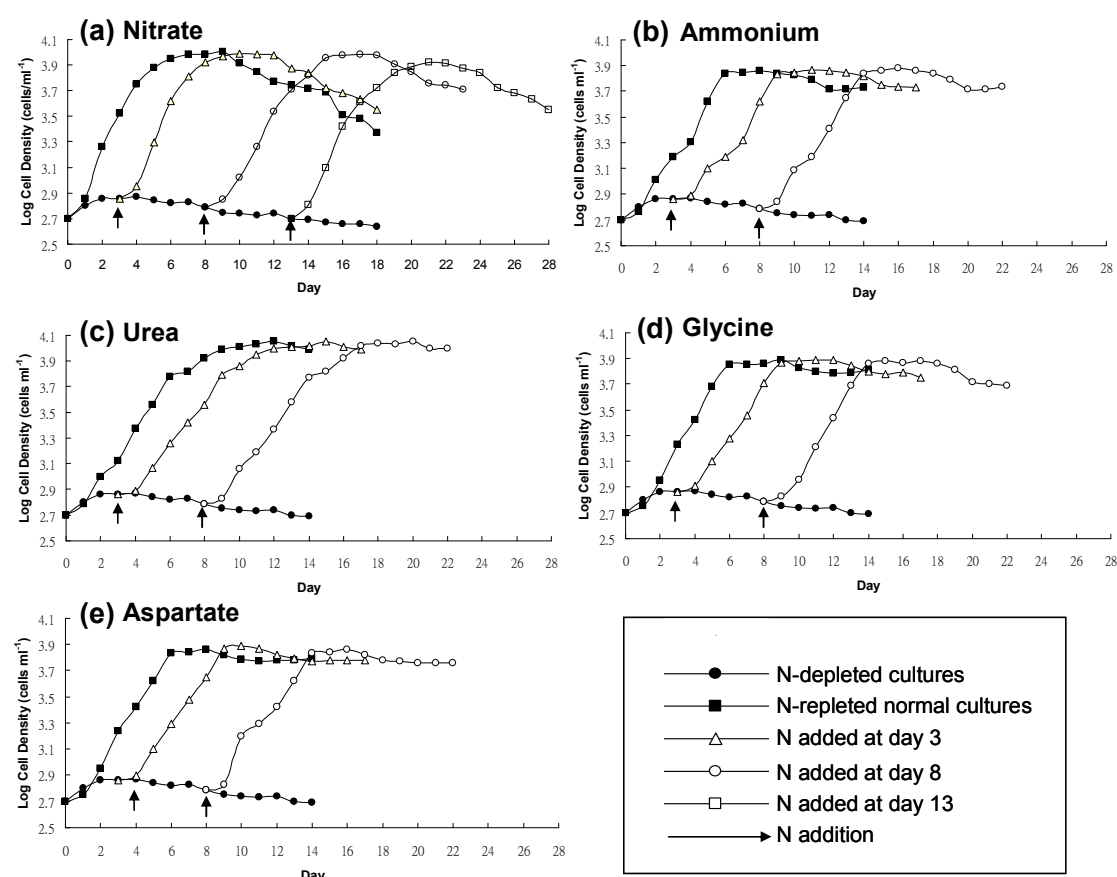 (a) Nitrate
Log Cell Density (cells/ml⁻¹)
4.1
3.9
3.7
3.5
3.3
3.1
2.9
2.7
2.5
0 2 4 6 8 10 12 14 16 18 20 22 24 26 28
Day
(b) Ammonium
Log Cell Density (cells ml⁻¹)
4.1
3.9
3.7
3.5
3.3
3.1
2.9
2.7
2.5
0 2 4 6 8 10 12 14 16 18 20 22 24 26 28
Day
(c) Urea
Log Cell Density (cells ml⁻¹)
4.1
3.9
3.7
3.5
3.3
3.1
2.9
2.7
2.5
0 2 4 6 8 10 12 14 16 18 20 22 24 26 28
Day
(d) Glycine
Log Cell Density (cells ml⁻¹)
4.1
3.9
3.7
3.5
3.3
3.1
2.9
2.7
2.5
0 2 4 6 8 10 12 14 16 18 20 22 24 26 28
Day
(e) Aspartate
Log Cell Density (cells ml⁻¹)
4.1
3.9
3.7
3.5
3.3
3.1
2.9
2.7
2.5
0 2 4 6 8 10 12 14 16 18 20 22 24 26 28
Day
N-depleted cultures
N-repleted normal cultures
N added at day 3
N added at day 8
N added at day 13
N addition